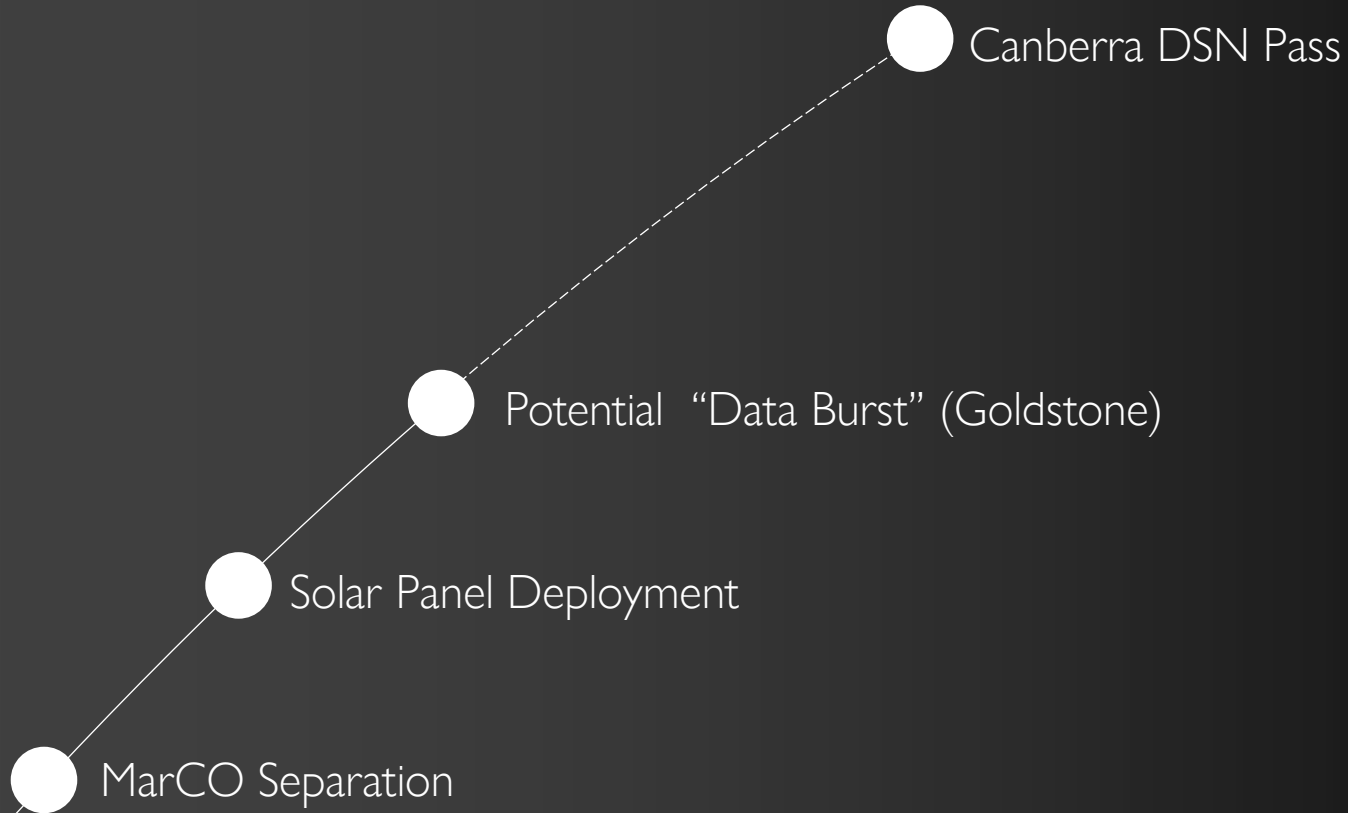 Canberra DSN Pass
Potential “Data Burst” (Goldstone)
Solar Panel Deployment
MarCO Separation